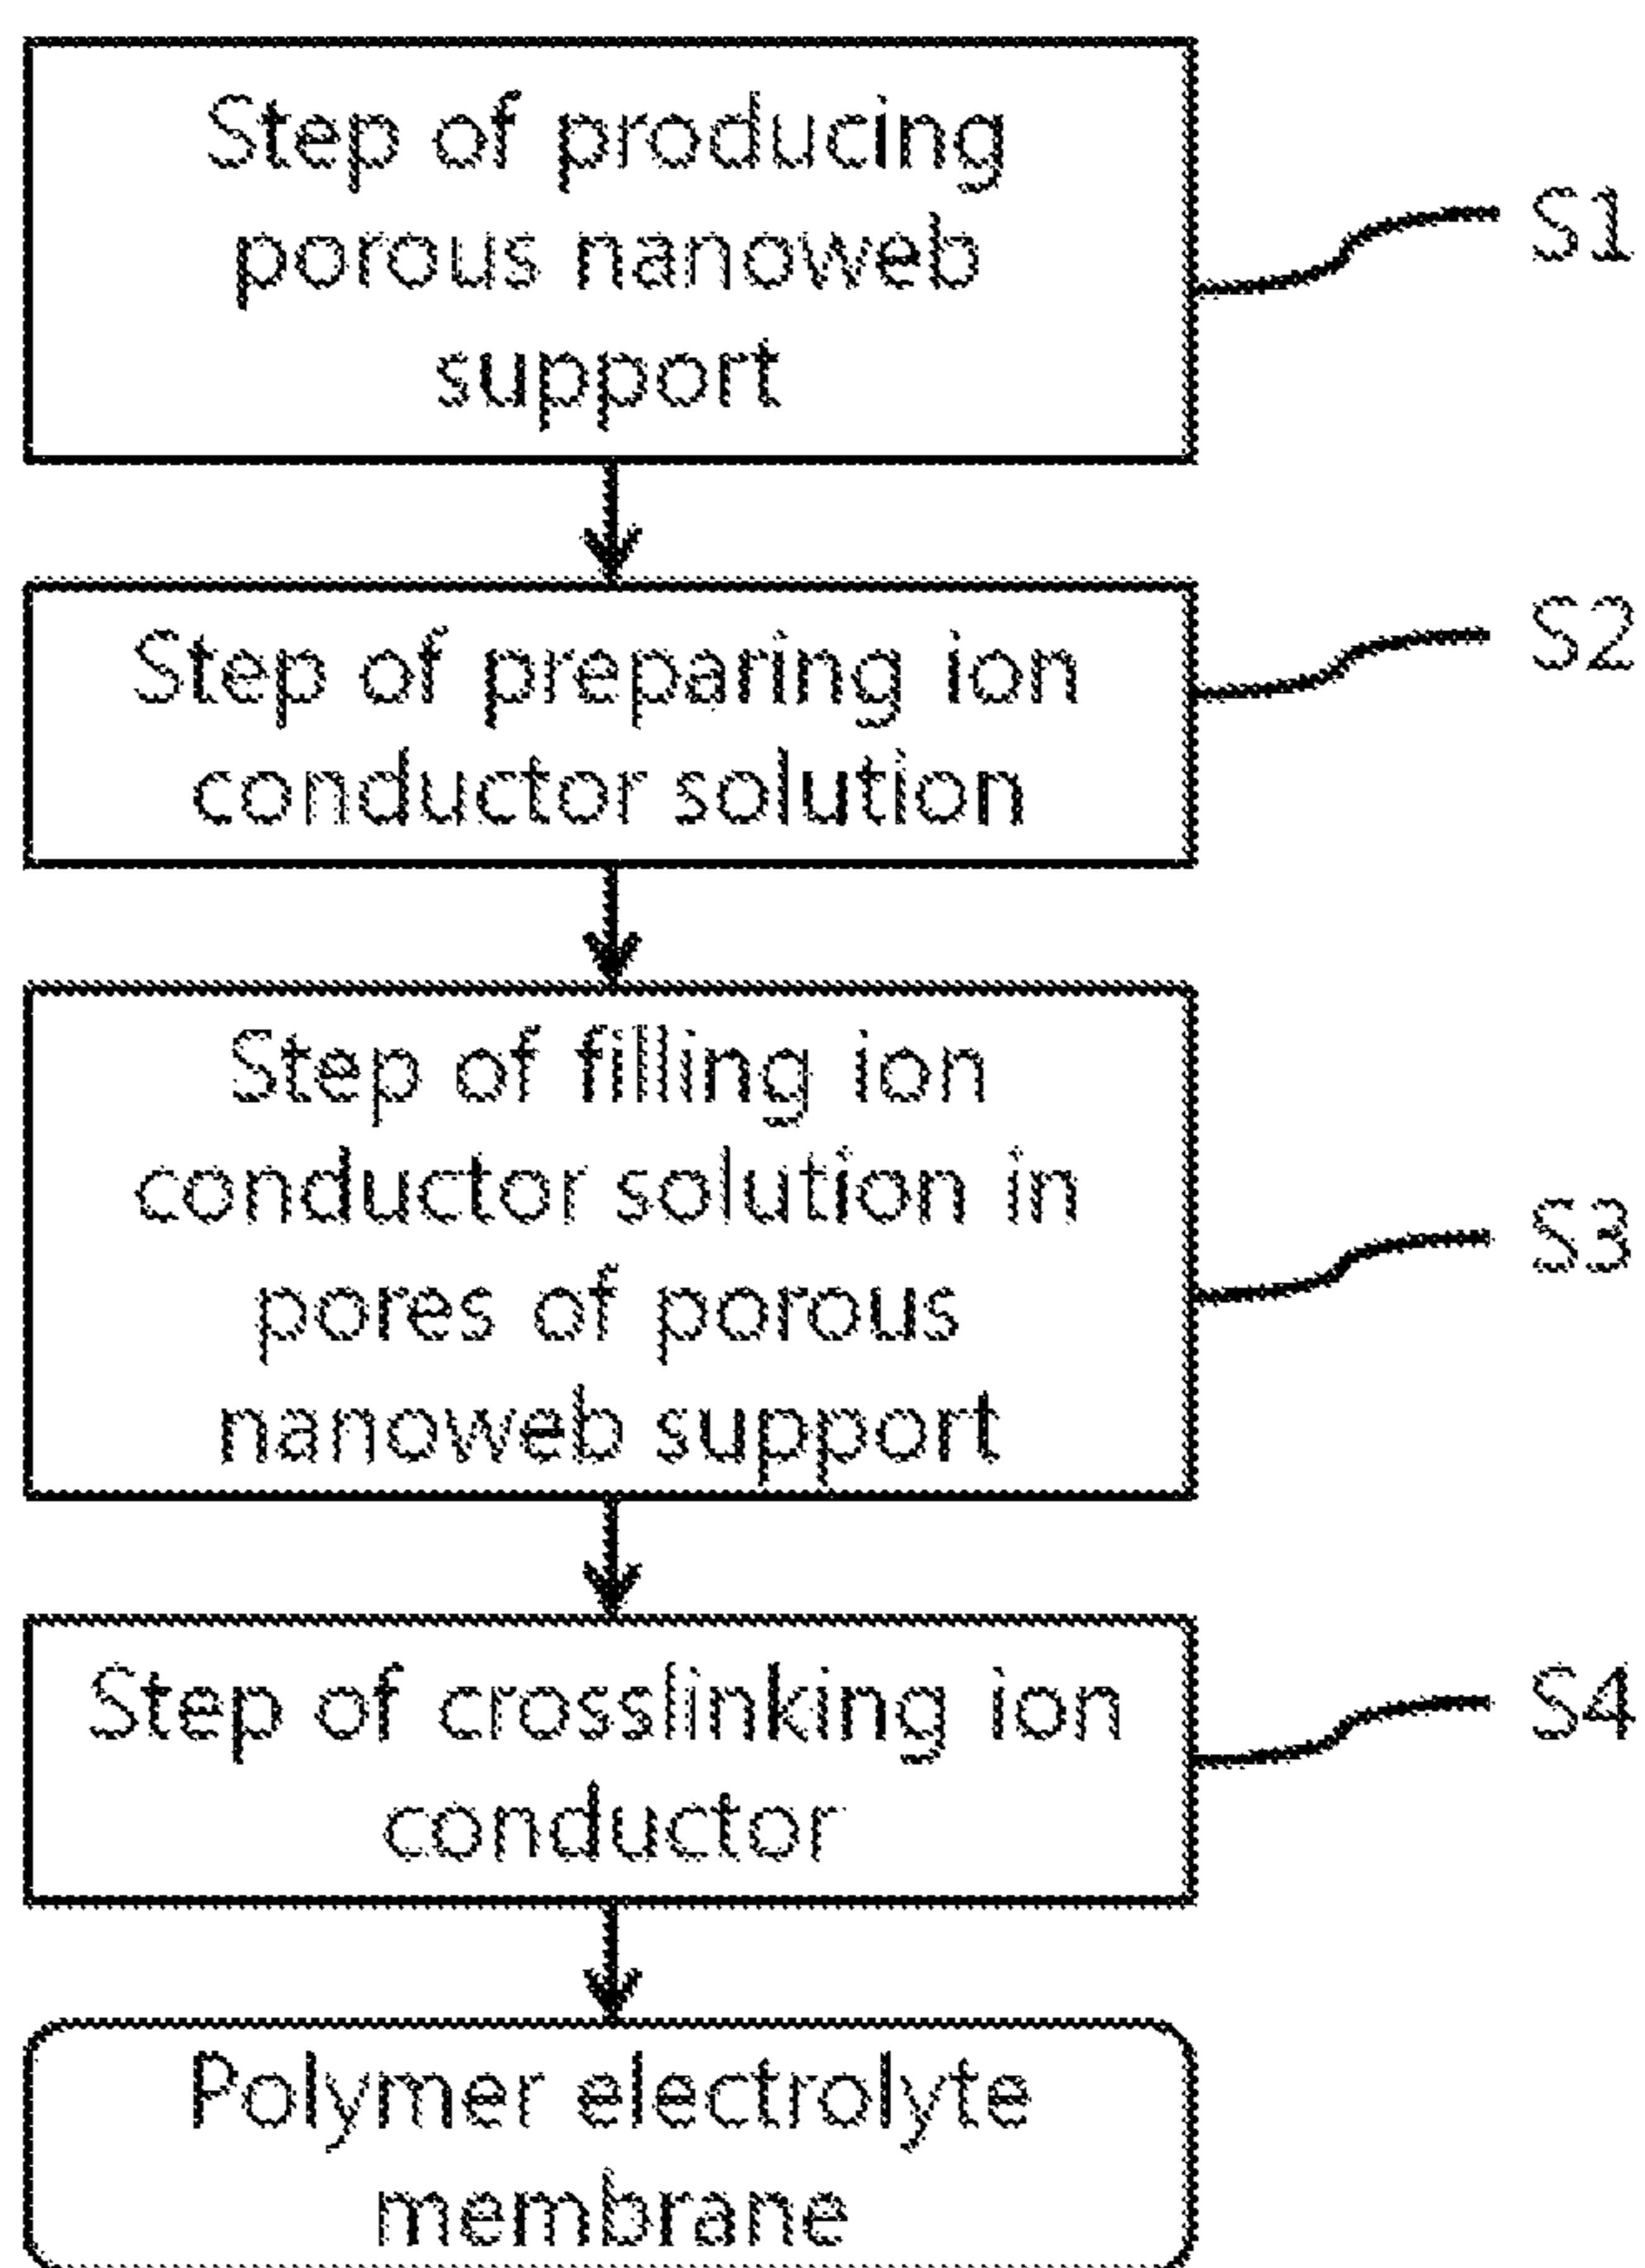 Step of producing
porous nanoweb
support
S1
Step of preparing ion
conductor solution
S2
Step of filling ion
conductor solution in
pores of porous
nanoweb support
S3
Step of crosslinking ion
conductor
S4
Polymer electrolyte
membrane